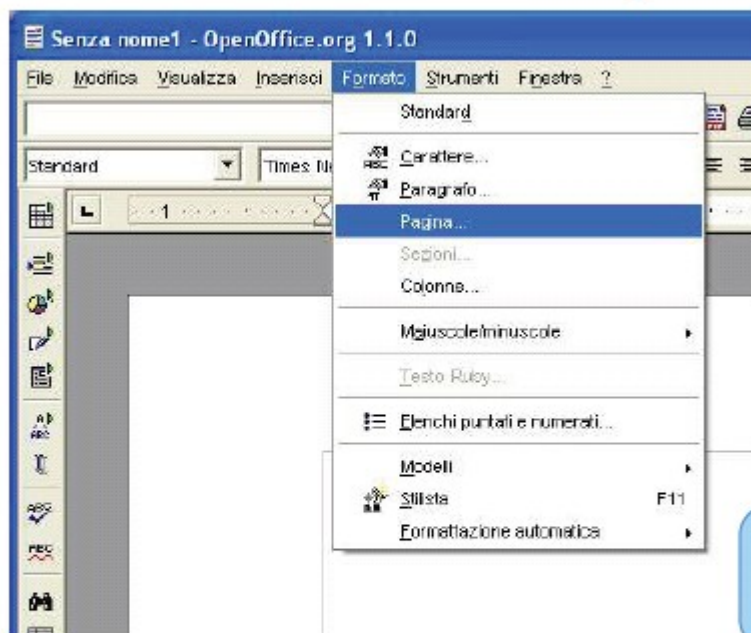 Senza nome1 - OpenOffice.org 1.1.0
File Modifica Visualizza Inserisci Formato Strumenti Finestra ?
Standard
Standard Times Ne
Carattere...
Paragrafo...
1
Pagina...
Sezioni...
Colonne...
Maiuscole/minuscole
Testo Ruby...
Elenchi puntati e numerati...
Modelli
Stilista F11
Formattazione automatica